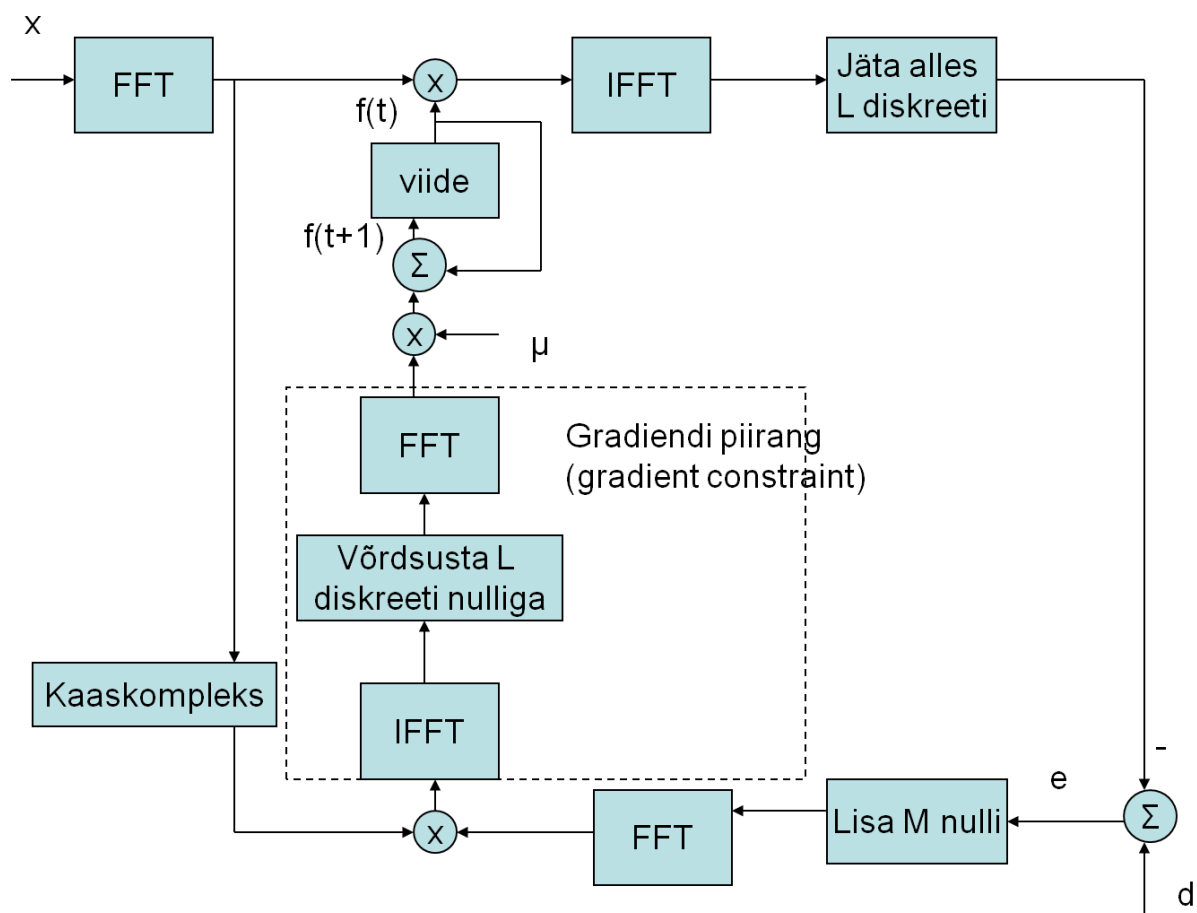 x
FFT
x
IFFT
Jäta alles
L diskreeti
f(t)
viide
f(t+1)
Σ
x
μ
FFT
Gradiendi piirang
(gradient constraint)
Võrdsusta L
diskreeti nulliga
Kaaskompleks
IFFT
-
e
x
FFT
Lisa M nulli
Σ
d